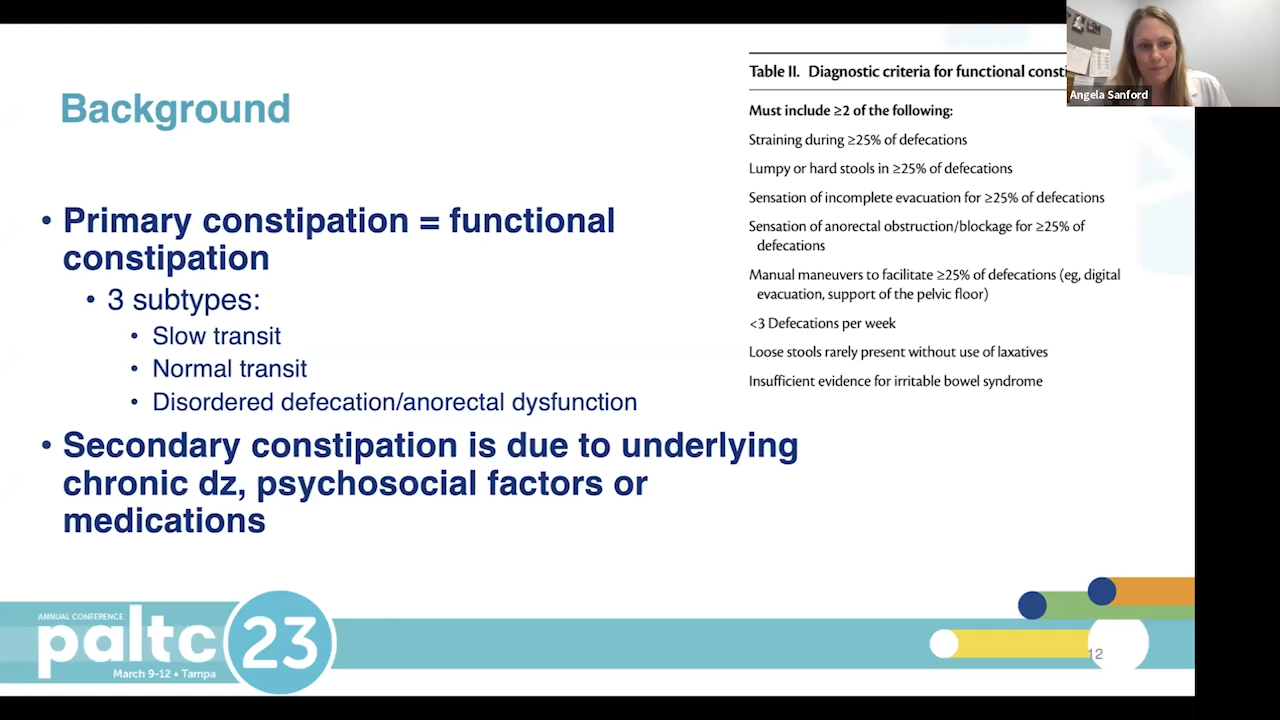 Background
• Primary constipation = functional
constipation
• 3 subtypes:
• Slow transit
• Normal transit
• Disordered defecation/anorectal dysfunction
• Secondary constipation is due to underlying
chronic dz, psychosocial factors or
medications
Table II. Diagnostic criteria for functional
Must include ≥2 of the following:
Straining during ≥25% of defecations
Lumpy or hard stools in ≥25% of defecations
Sensation of incomplete evacuation for ≥25% of defecations
Sensation of anorectal obstruction/blockage for ≥25% of
defecations
Manual maneuvers to facilitate ≥25% of defecations (eg, digital
evacuation, support of the pelvic floor)
<3 Defecations per week
Loose stools rarely present without use of laxatives
Insufficient evidence for irritable bowel syndrome
Angela Sanford
ANNUAL CONFERENCE
paltc 23
March 9-12 • Tampa
12